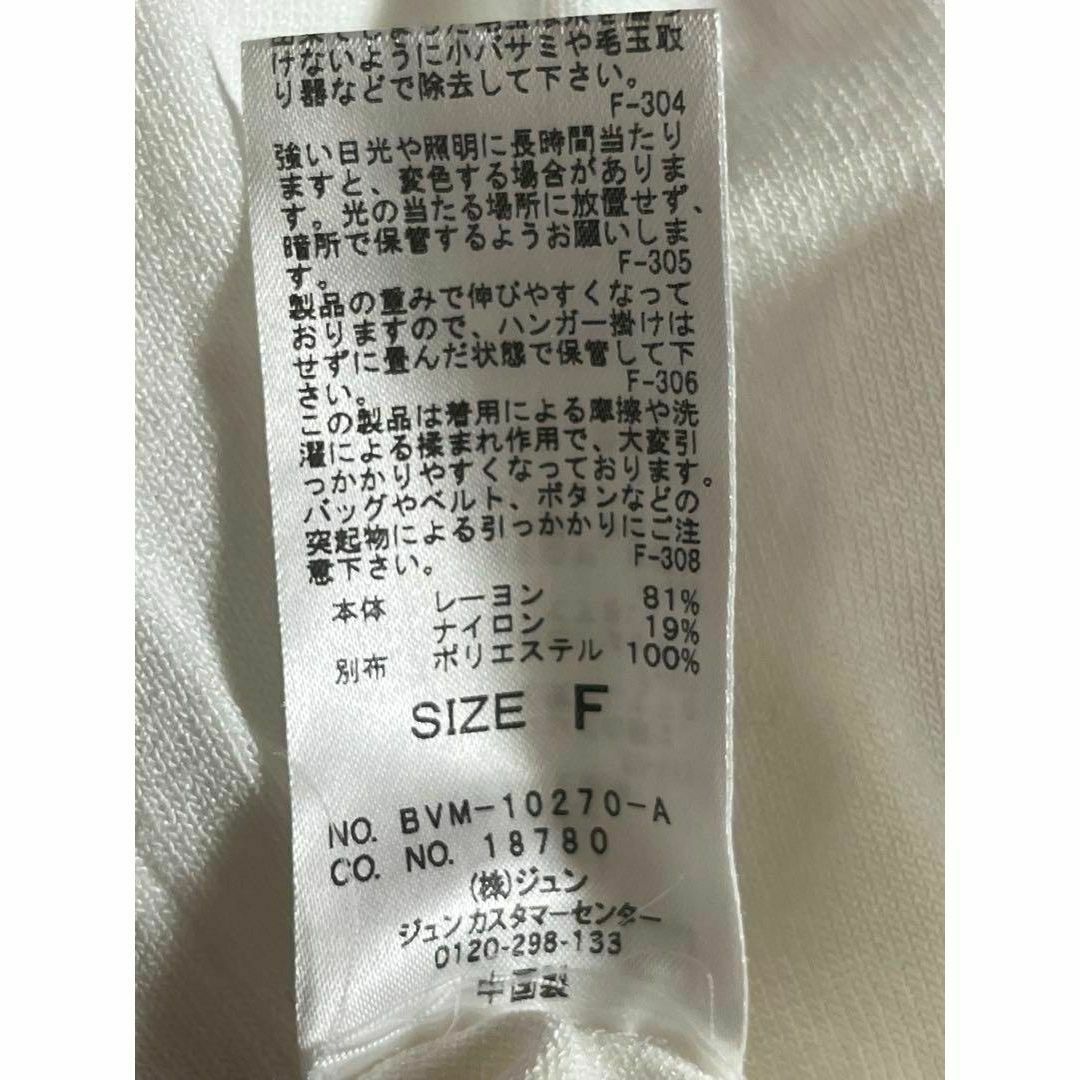 けないように小バサミや毛玉取
り器などで除去して下さい。
F-304
強い日光や照明に長時間当たり
ますと、変色する場合がありま
す。光の当たる場所に放置せず、
暗所で保管するようお願いしま
す。
F-305
製品の重みで伸びやすくなって
おりますので、ハンガー掛けは
せずに畳んだ状態で保管して下
さい。
F-306
この製品は着用による摩擦や洗
濯による揉まれ作用で、大変引
っかかりやすくなっております。
バッグやベルト、ボタンなどの
突起物による引っかかりにご注
意下さい。
F-308
本体 レーヨン 81%
ナイロン 19%
別布 ポリエステル 100%
SIZE F
NO. BVM-10270-A
CO. NO. 18780
(株)ジュン
ジュンカスタマーセンター
0120-298-133
中国製